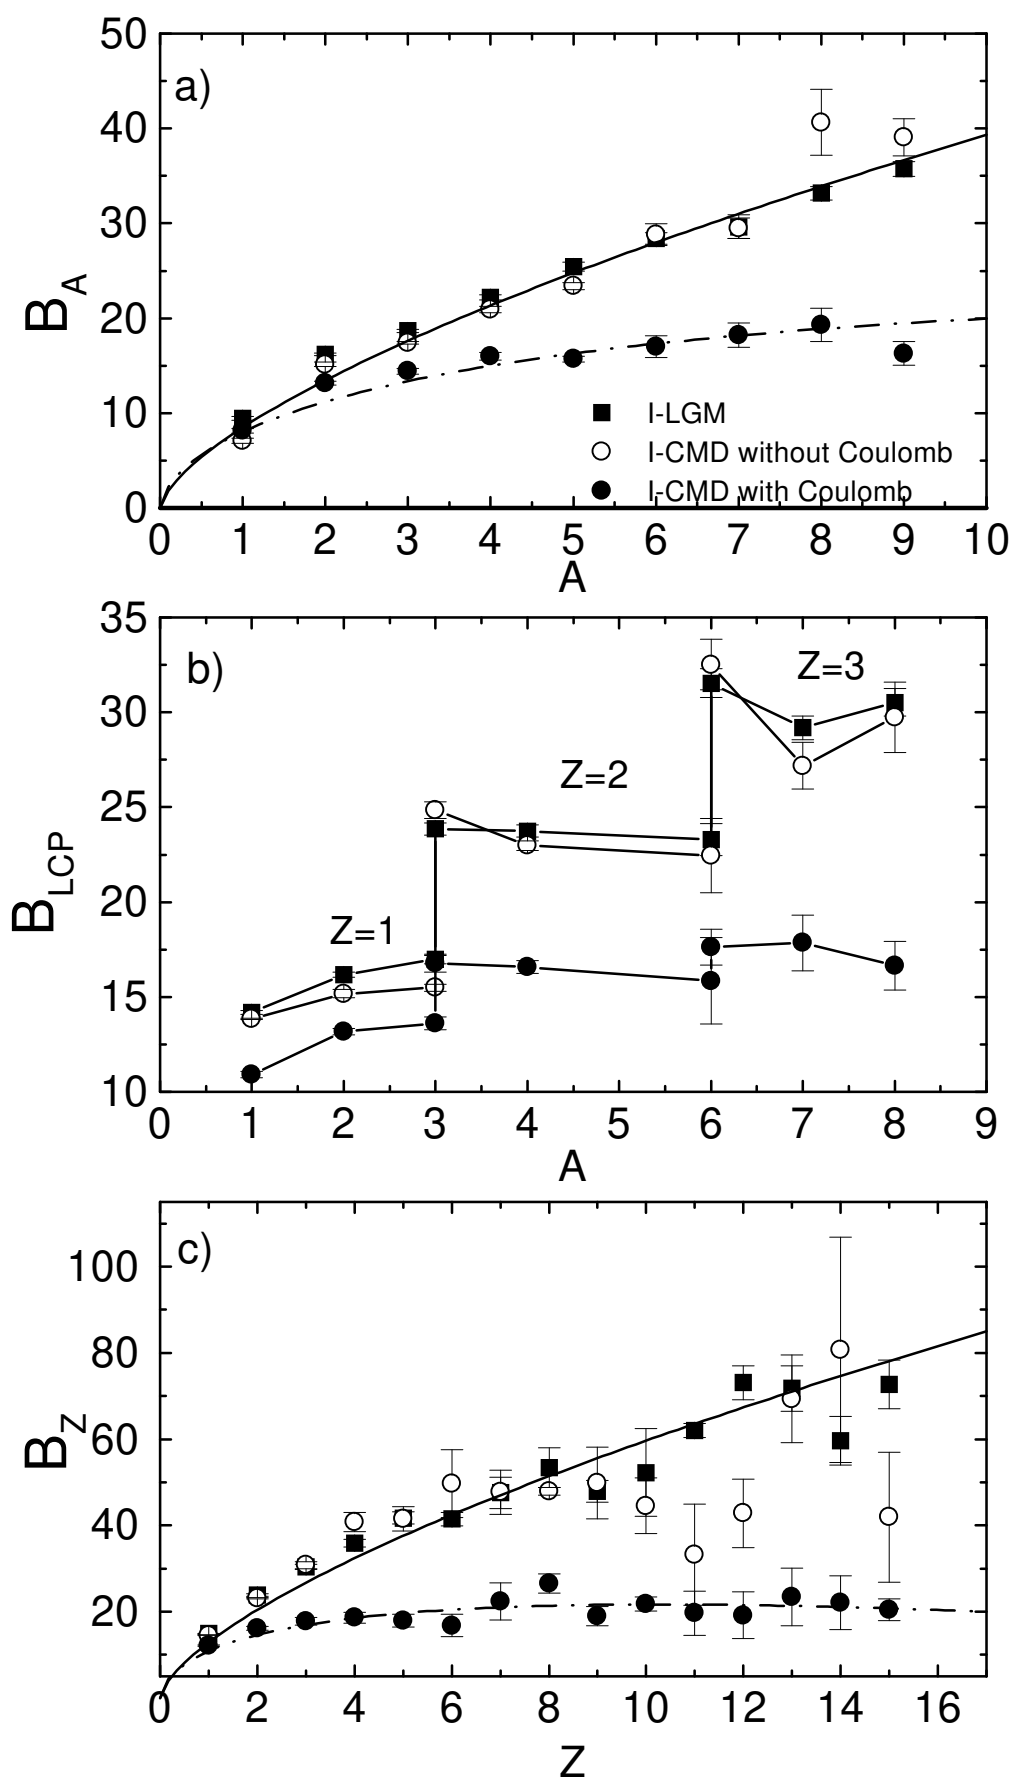 50
a)
40
30
B_A
20
10
I-LGM
I-CMD without Coulomb
I-CMD with Coulomb
0
0 1 2 3 4 5 6 7 8 9 10
A
35
b)
Z=3
30
Z=2
25
B_LCP
20
Z=1
15
10
0 1 2 3 4 5 6 7 8 9
A
c)
100
80
B_Z
60
40
20
0 2 4 6 8 10 12 14 16
Z